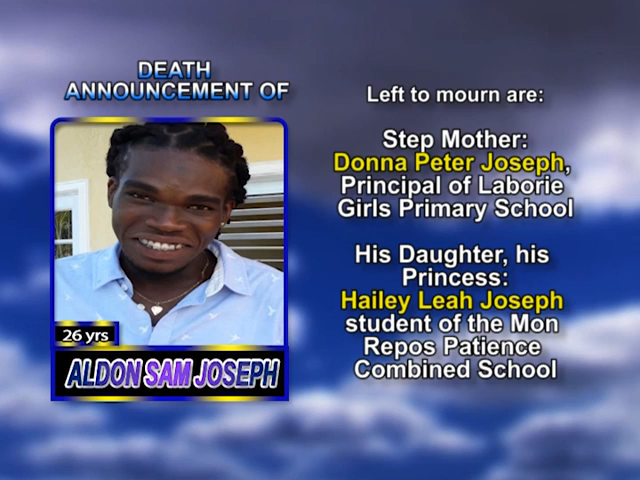 DEATH
ANNOUNCEMENT OF
26 yrs
ALDON SAM JOSEPH
Left to mourn are:
Step Mother:
Donna Peter Joseph,
Principal of Laborie
Girls Primary School
His Daughter, his
Princess:
Hailey Leah Joseph
student of the Mon
Repos Patience
Combined School